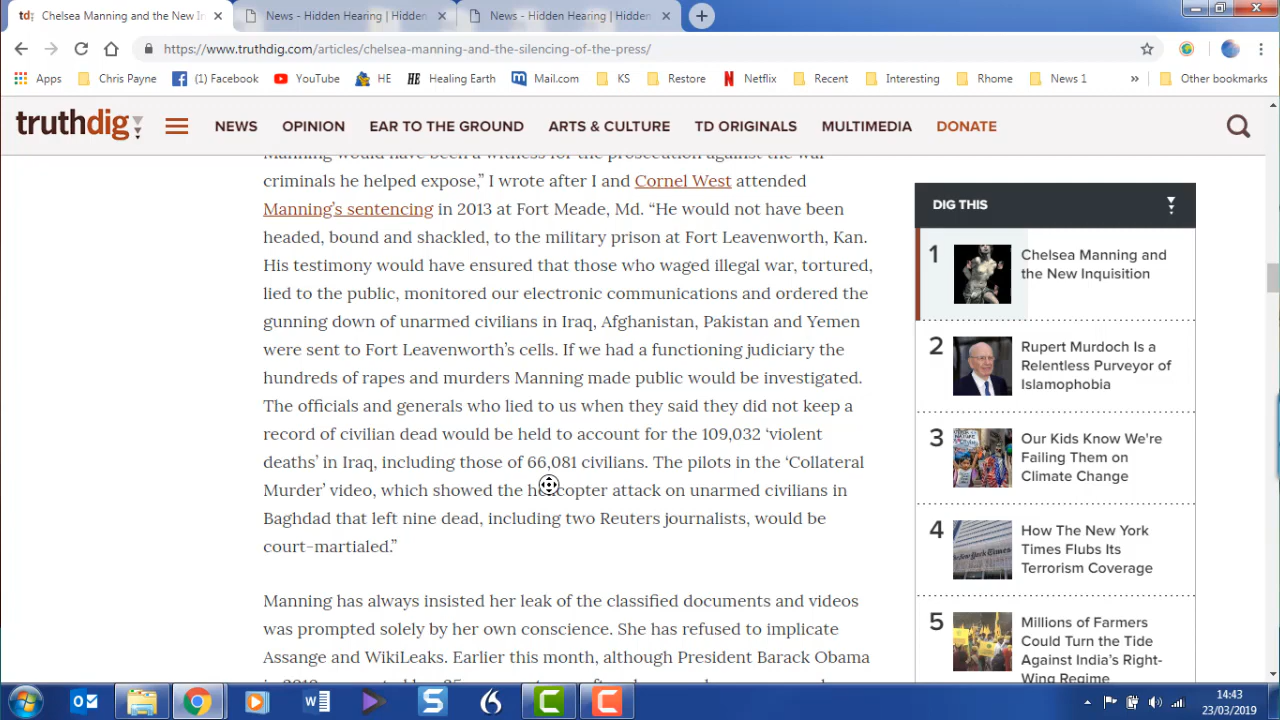 Chelsea Manning and the New In
News - Hidden Hearing | Hidden
News - Hidden Hearing | Hidden
https://www.truthdig.com/articles/chelsea-manning-and-the-silencing-of-the-press/
Apps Chris Payne (1) Facebook YouTube HE HE Healing Earth Mail.com KS Restore Netflix Recent Interesting Rhome News 1 » Other bookmarks
truthdig NEWS OPINION EAR TO THE GROUND ARTS & CULTURE TD ORIGINALS MULTIMEDIA DONATE
Manning would have been a witness for the prosecution against the war
criminals he helped expose,” I wrote after I and Cornel West attended
Manning’s sentencing in 2013 at Fort Meade, Md. “He would not have been
headed, bound and shackled, to the military prison at Fort Leavenworth, Kan.
His testimony would have ensured that those who waged illegal war, tortured,
lied to the public, monitored our electronic communications and ordered the
gunning down of unarmed civilians in Iraq, Afghanistan, Pakistan and Yemen
were sent to Fort Leavenworth’s cells. If we had a functioning judiciary the
hundreds of rapes and murders Manning made public would be investigated.
The officials and generals who lied to us when they said they did not keep a
record of civilian dead would be held to account for the 109,032 ‘violent
deaths’ in Iraq, including those of 66,081 civilians. The pilots in the ‘Collateral
Murder’ video, which showed the helicopter attack on unarmed civilians in
Baghdad that left nine dead, including two Reuters journalists, would be
court-martialed.”
Manning has always insisted her leak of the classified documents and videos
was prompted solely by her own conscience. She has refused to implicate
Assange and WikiLeaks. Earlier this month, although President Barack Obama
DIG THIS
1
Chelsea Manning and
the New Inquisition
2
Rupert Murdoch Is a
Relentless Purveyor of
Islamophobia
3
Our Kids Know We’re
Failing Them on
Climate Change
4
How The New York
Times Flubs Its
Terrorism Coverage
5
Millions of Farmers
Could Turn the Tide
Against India’s Right-
Wing Regime
14:43
23/03/2019